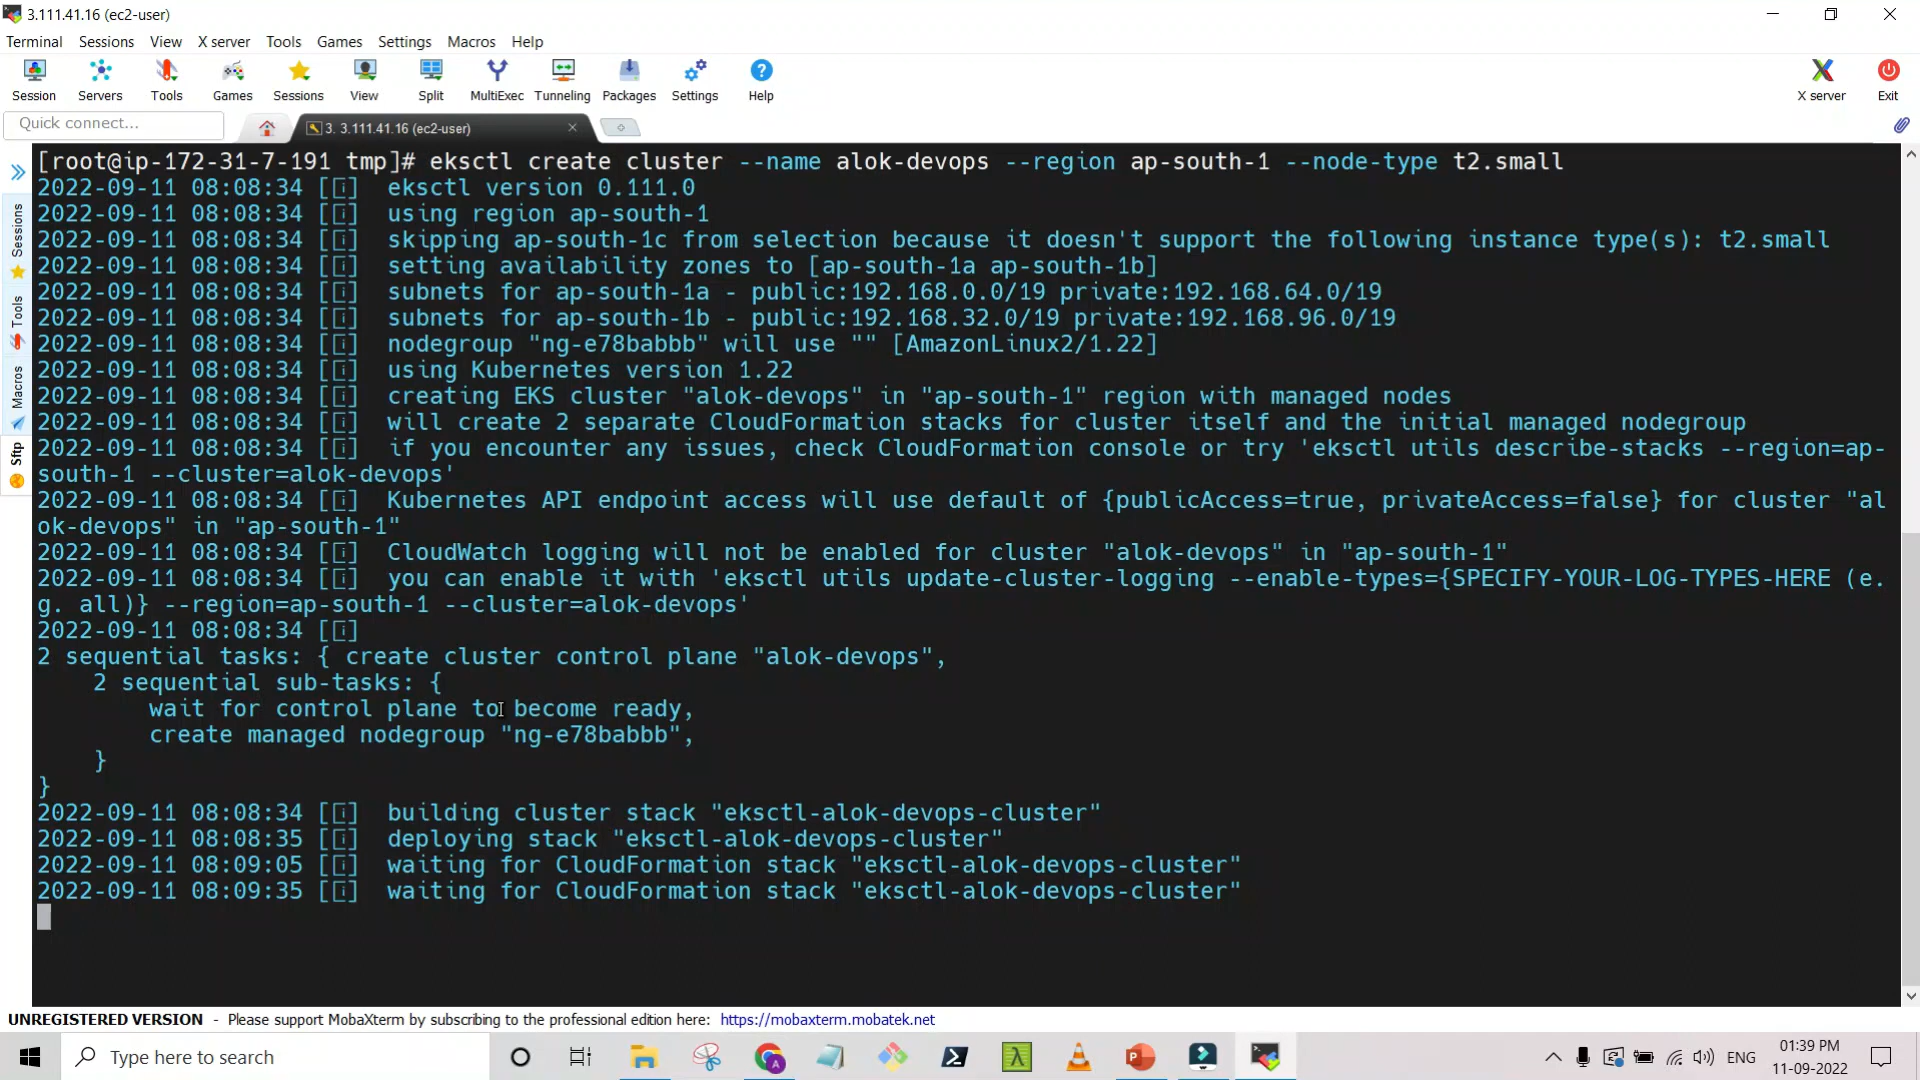 3.111.41.16 (ec2-user)
Terminal Sessions View X server Tools Games Settings Macros Help
Session Servers Tools Games Sessions View Split MultiExec Tunneling Packages Settings Help X server Exit
Quick connect...
3. 3.111.41.16 (ec2-user)
Sessions
Tools
Macros
Sftp
[root@ip-172-31-7-191 tmp]# eksctl create cluster --name alok-devops --region ap-south-1 --node-type t2.small
2022-09-11 08:08:34 [i]  eksctl version 0.111.0
2022-09-11 08:08:34 [i]  using region ap-south-1
2022-09-11 08:08:34 [i]  skipping ap-south-1c from selection because it doesn't support the following instance type(s): t2.small
2022-09-11 08:08:34 [i]  setting availability zones to [ap-south-1a ap-south-1b]
2022-09-11 08:08:34 [i]  subnets for ap-south-1a - public:192.168.0.0/19 private:192.168.64.0/19
2022-09-11 08:08:34 [i]  subnets for ap-south-1b - public:192.168.32.0/19 private:192.168.96.0/19
2022-09-11 08:08:34 [i]  nodegroup "ng-e78babbb" will use "" [AmazonLinux2/1.22]
2022-09-11 08:08:34 [i]  using Kubernetes version 1.22
2022-09-11 08:08:34 [i]  creating EKS cluster "alok-devops" in "ap-south-1" region with managed nodes
2022-09-11 08:08:34 [i]  will create 2 separate CloudFormation stacks for cluster itself and the initial managed nodegroup
2022-09-11 08:08:34 [i]  if you encounter any issues, check CloudFormation console or try 'eksctl utils describe-stacks --region=ap-
south-1 --cluster=alok-devops'
2022-09-11 08:08:34 [i]  Kubernetes API endpoint access will use default of {publicAccess=true, privateAccess=false} for cluster "al
ok-devops" in "ap-south-1"
2022-09-11 08:08:34 [i]  CloudWatch logging will not be enabled for cluster "alok-devops" in "ap-south-1"
2022-09-11 08:08:34 [i]  you can enable it with 'eksctl utils update-cluster-logging --enable-types={SPECIFY-YOUR-LOG-TYPES-HERE (e.
g. all)} --region=ap-south-1 --cluster=alok-devops'
2022-09-11 08:08:34 [i]
2 sequential tasks: { create cluster control plane "alok-devops",
    2 sequential sub-tasks: {
        wait for control plane to become ready,
        create managed nodegroup "ng-e78babbb",
    }
}
2022-09-11 08:08:34 [i]  building cluster stack "eksctl-alok-devops-cluster"
2022-09-11 08:08:35 [i]  deploying stack "eksctl-alok-devops-cluster"
2022-09-11 08:09:05 [i]  waiting for CloudFormation stack "eksctl-alok-devops-cluster"
2022-09-11 08:09:35 [i]  waiting for CloudFormation stack "eksctl-alok-devops-cluster"
UNREGISTERED VERSION - Please support MobaXterm by subscribing to the professional edition here: https://mobaxterm.mobatek.net
Type here to search
ENG
01:39 PM
11-09-2022